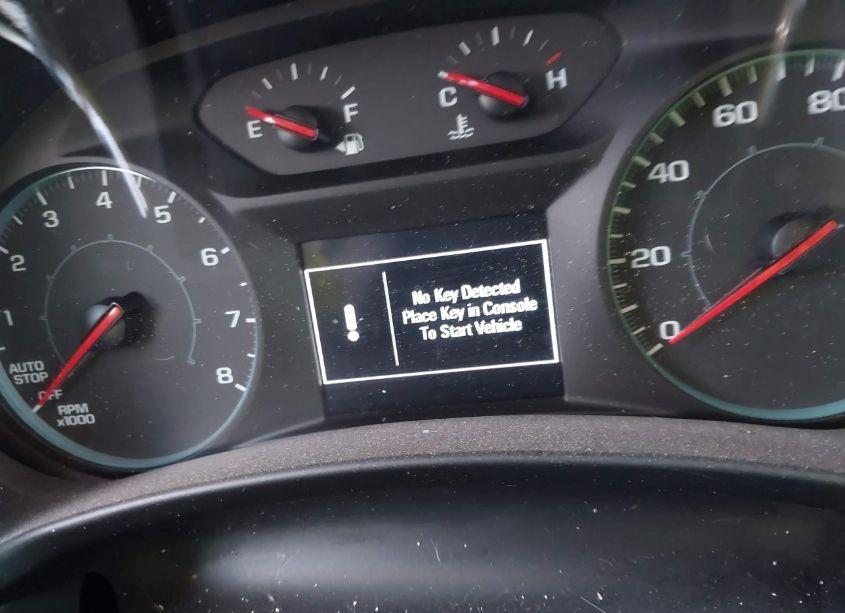 E
F
C
H
1
2
3
4
5
6
7
8
AUTO
STOP
OFF
RPM
x1000
No Key Detected
Place Key in Console
To Start Vehicle
0
20
40
60
80